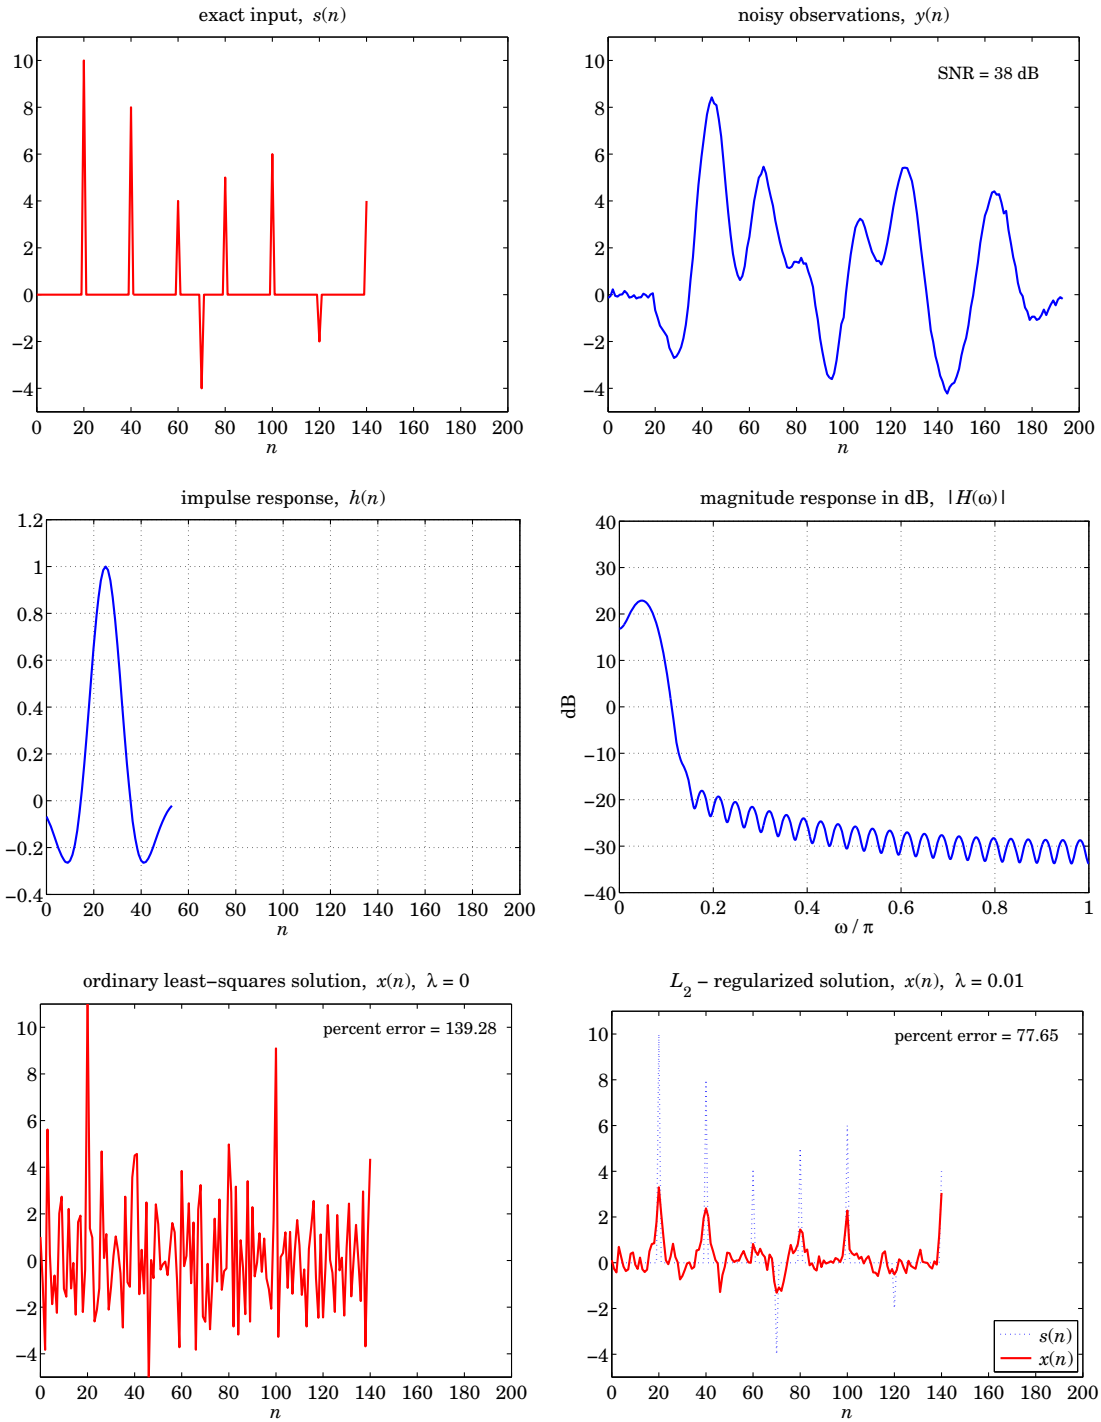 exact input, s(n)
10
8
6
4
2
0
−2
−4
0 20 40 60 80 100 120 140 160 180 200
n
noisy observations, y(n)
SNR = 38 dB
10
8
6
4
2
0
−2
−4
0 20 40 60 80 100 120 140 160 180 200
n
impulse response, h(n)
1.2
1
0.8
0.6
0.4
0.2
0
−0.2
−0.4
0 20 40 60 80 100 120 140 160 180 200
n
magnitude response in dB, |H(ω)|
40
30
20
10
0
−10
−20
−30
−40
dB
0 0.2 0.4 0.6 0.8 1
ω / π
ordinary least−squares solution, x(n), λ = 0
percent error = 139.28
10
8
6
4
2
0
−2
−4
0 20 40 60 80 100 120 140 160 180 200
n
L2 − regularized solution, x(n), λ = 0.01
percent error = 77.65
10
8
6
4
2
0
−2
−4
s(n)
x(n)
0 20 40 60 80 100 120 140 160 180 200
n